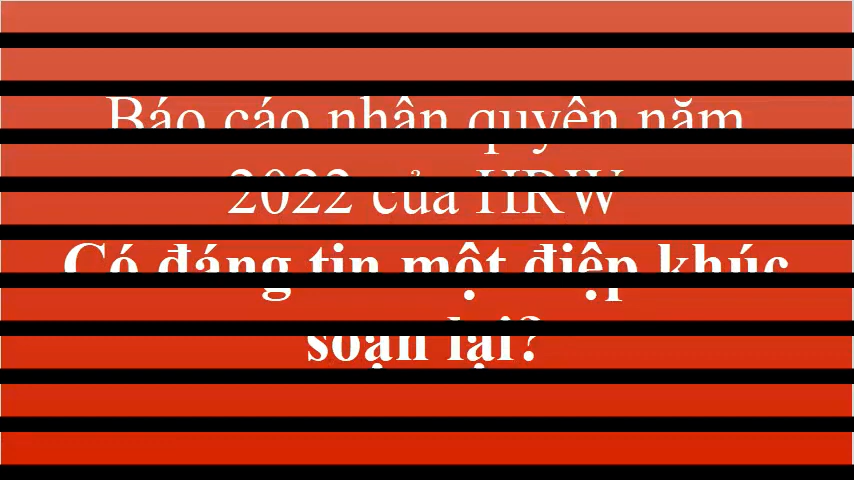 Báo cáo nhân quyền năm
2022 của HRW
Có đáng tin một điệp khúc
soạn lại?